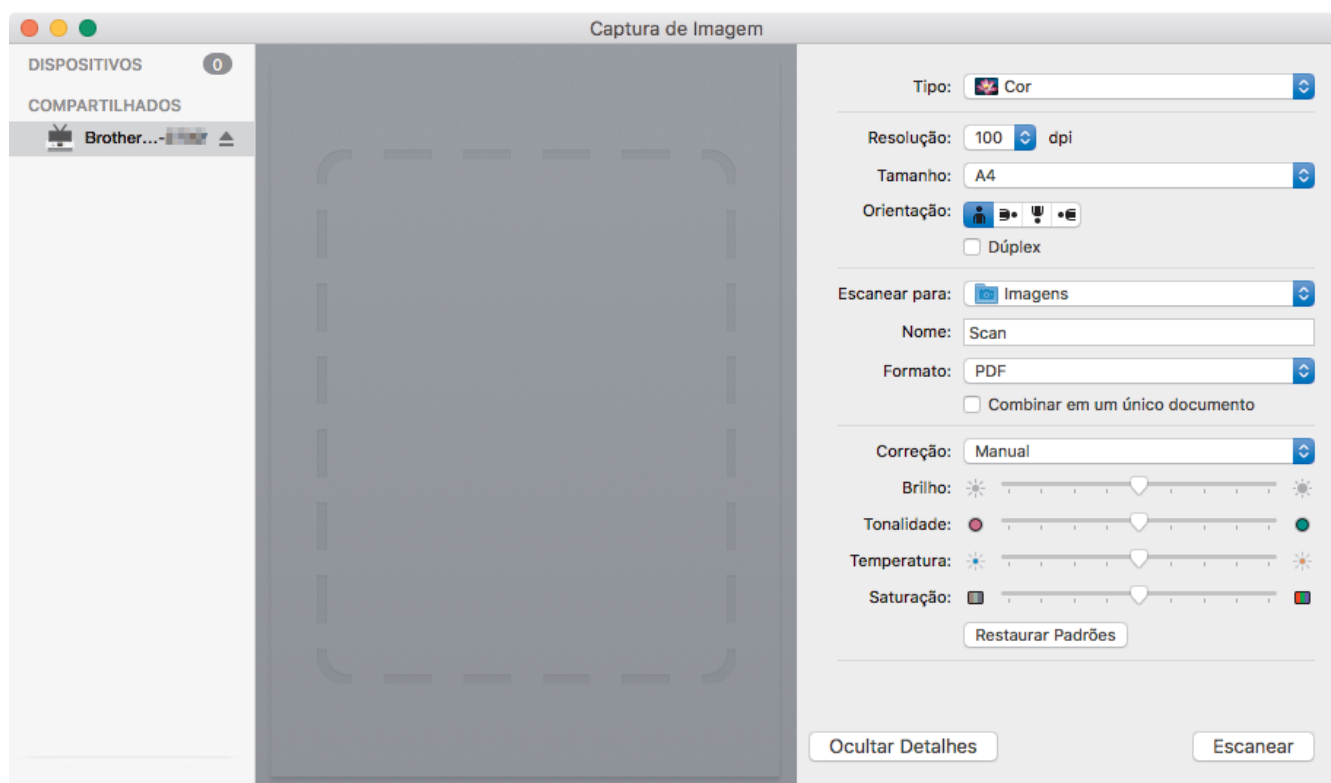 Captura de Imagem
DISPOSITIVOS 0
COMPARTILHADOS
Brother...-
Tipo: Cor
Resolução: 100 dpi
Tamanho: A4
Orientação:
Dúplex
Escanear para: Imagens
Nome: Scan
Formato: PDF
Combinar em um único documento
Correção: Manual
Brilho:
Tonalidade:
Temperatura:
Saturação:
Restaurar Padrões
Ocultar Detalhes Escanear